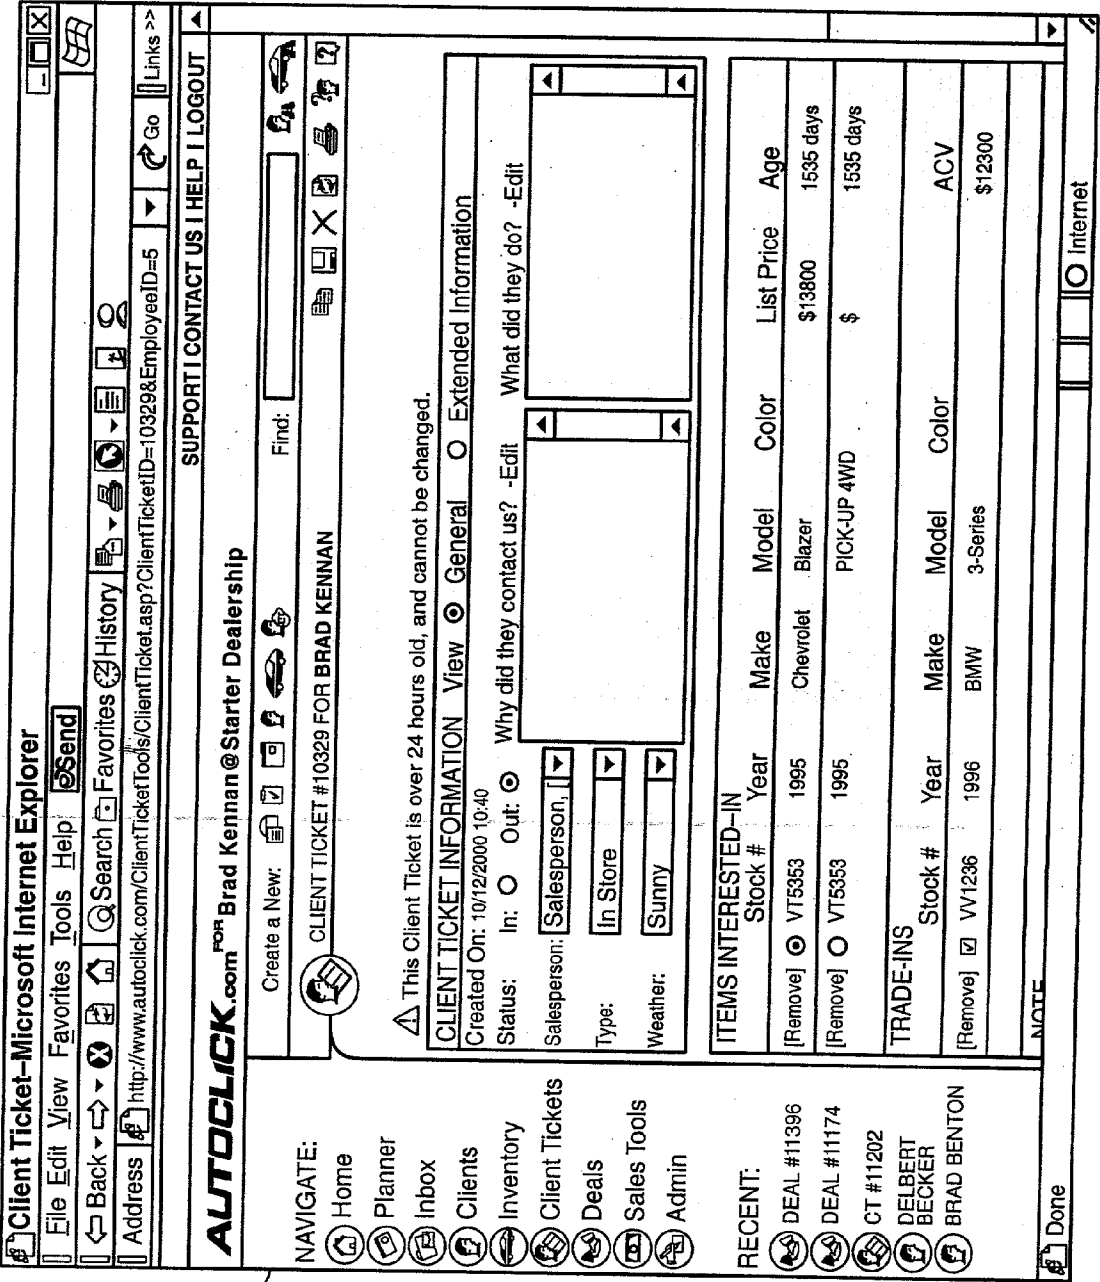 Client Ticket–Microsoft Internet Explorer
File Edit View Favorites Tools Help Send
Back Search Favorites History
Address http://www.autoclick.com/ClientTicketTools/ClientTicket.asp?ClientTicketID=10329&EmployeeID=5 Go Links >>
SUPPORT I CONTACT US I HELP I LOGOUT
AUTOCLICK.com FOR Brad Kennan@Starter Dealership
Create a New: Find:
CLIENT TICKET #10329 FOR BRAD KENNAN
NAVIGATE:
Home
Planner
Inbox
Clients
Inventory
Client Tickets
Deals
Sales Tools
Admin
RECENT:
DEAL #11396
DEAL #11174
CT #11202
DELBERT
BECKER
BRAD BENTON
This Client Ticket is over 24 hours old, and cannot be changed.
CLIENT TICKET INFORMATION View General Extended Information
Created On: 10/12/2000 10:40
Status: In: Out: Why did they contact us? -Edit What did they do? -Edit
Salesperson: Salesperson, [
Type: In Store
Weather: Sunny
ITEMS INTERESTED–IN
Stock # Year Make Model Color List Price Age
[Remove] VT5353 1995 Chevrolet Blazer $13800 1535 days
[Remove] VT5353 1995 PICK-UP 4WD $ 1535 days
TRADE-INS
Stock # Year Make Model Color ACV
[Remove] VV1236 1996 BMW 3-Series $12300
NOTE
Done Internet